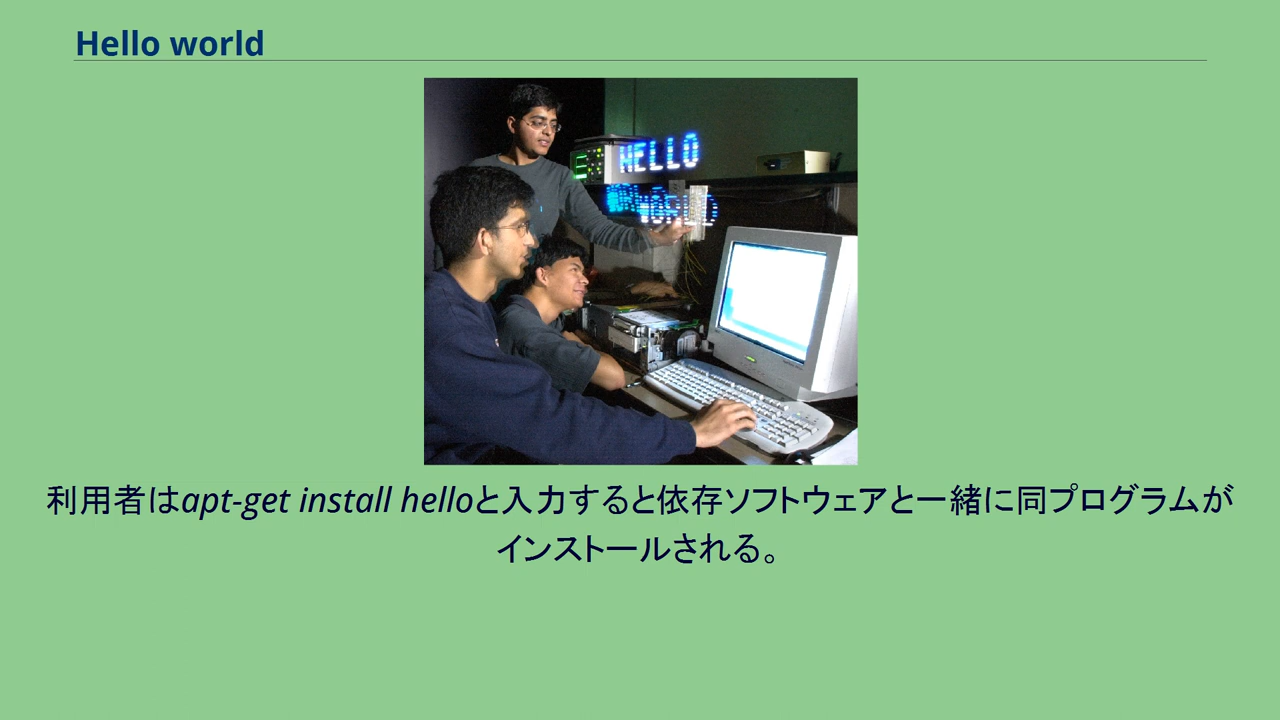 Hello world
HELLO
WORLD
利用者はapt-get install helloと入力すると依存ソフトウェアと一緒に同プログラムが
インストールされる。